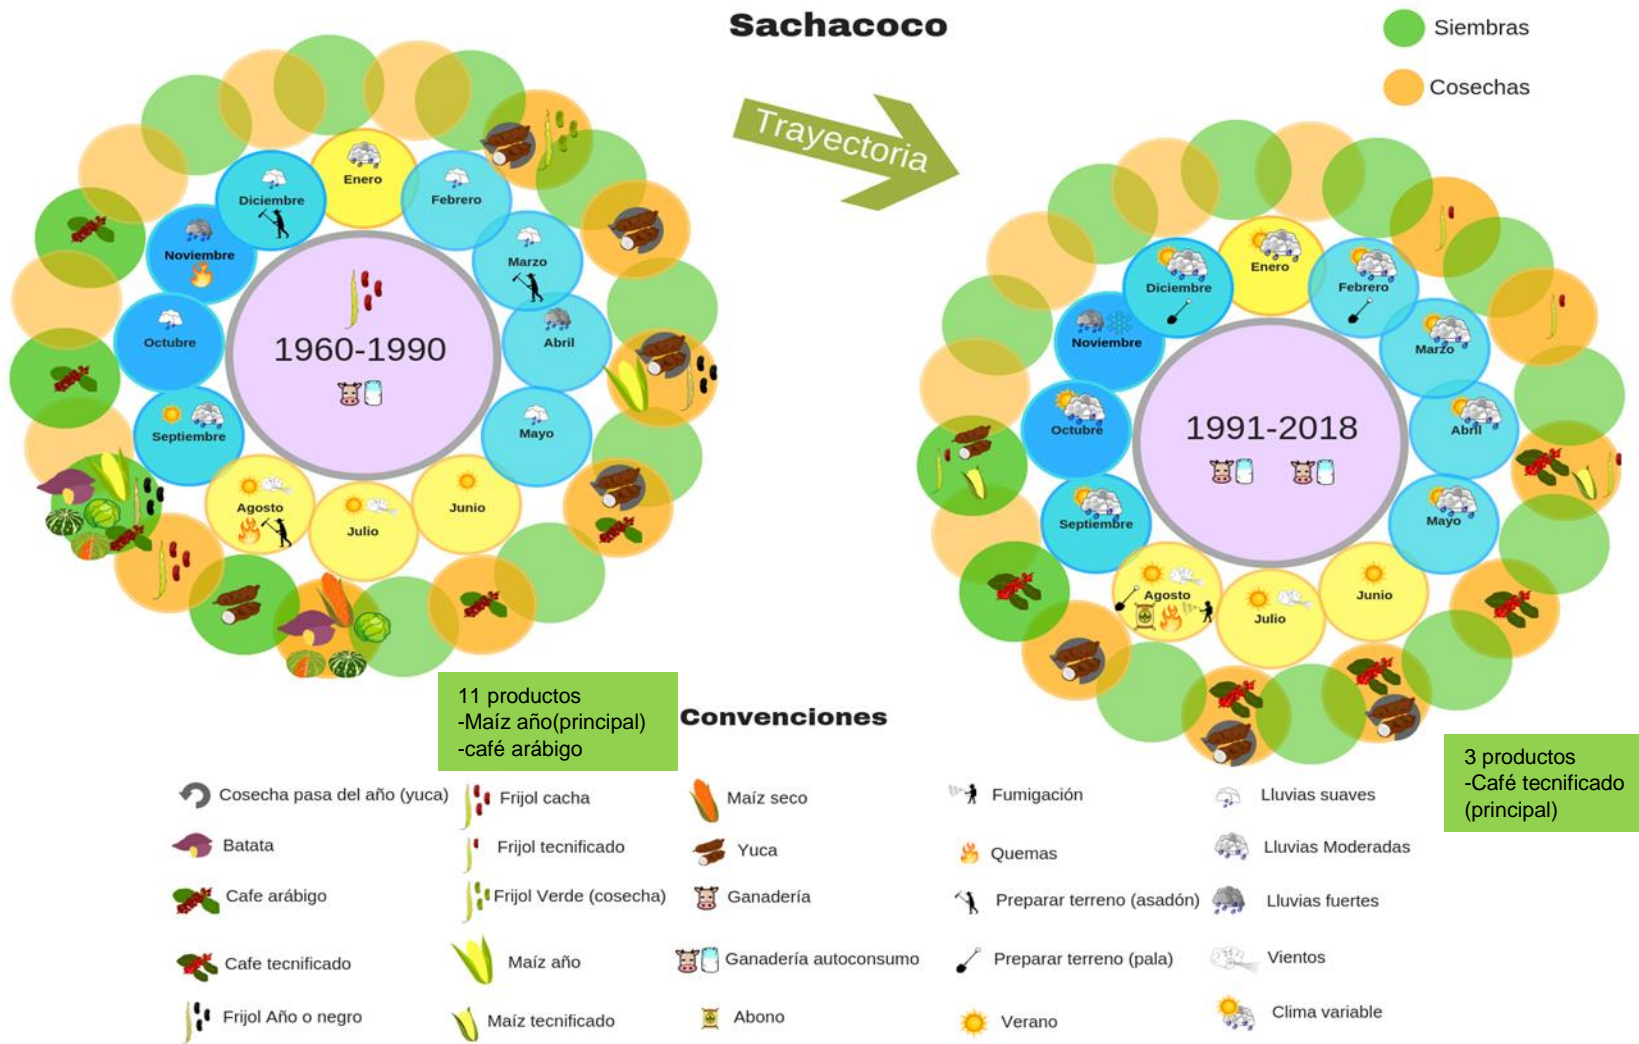 Sachacoco
Siembras
Cosechas
Trayectoria
Enero
Febrero
Marzo
Abril
Mayo
Junio
Julio
Agosto
Septiembre
Octubre
Noviembre
Diciembre
1960-1990
Enero
Febrero
Marzo
Abril
Mayo
Junio
Julio
Agosto
Septiembre
Octubre
Noviembre
Diciembre
1991-2018
11 productos
-Maíz año(principal)
-café arábigo
3 productos
-Café tecnificado
(principal)
Convenciones
Cosecha pasa del año (yuca)
Batata
Cafe arábigo
Cafe tecnificado
Frijol Año o negro
Frijol cacha
Frijol tecnificado
Frijol Verde (cosecha)
Maíz año
Maíz tecnificado
Maíz seco
Yuca
Ganadería
Ganadería autoconsumo
Abono
Fumigación
Quemas
Preparar terreno (asadón)
Preparar terreno (pala)
Verano
Lluvias suaves
Lluvias Moderadas
Lluvias fuertes
Vientos
Clima variable